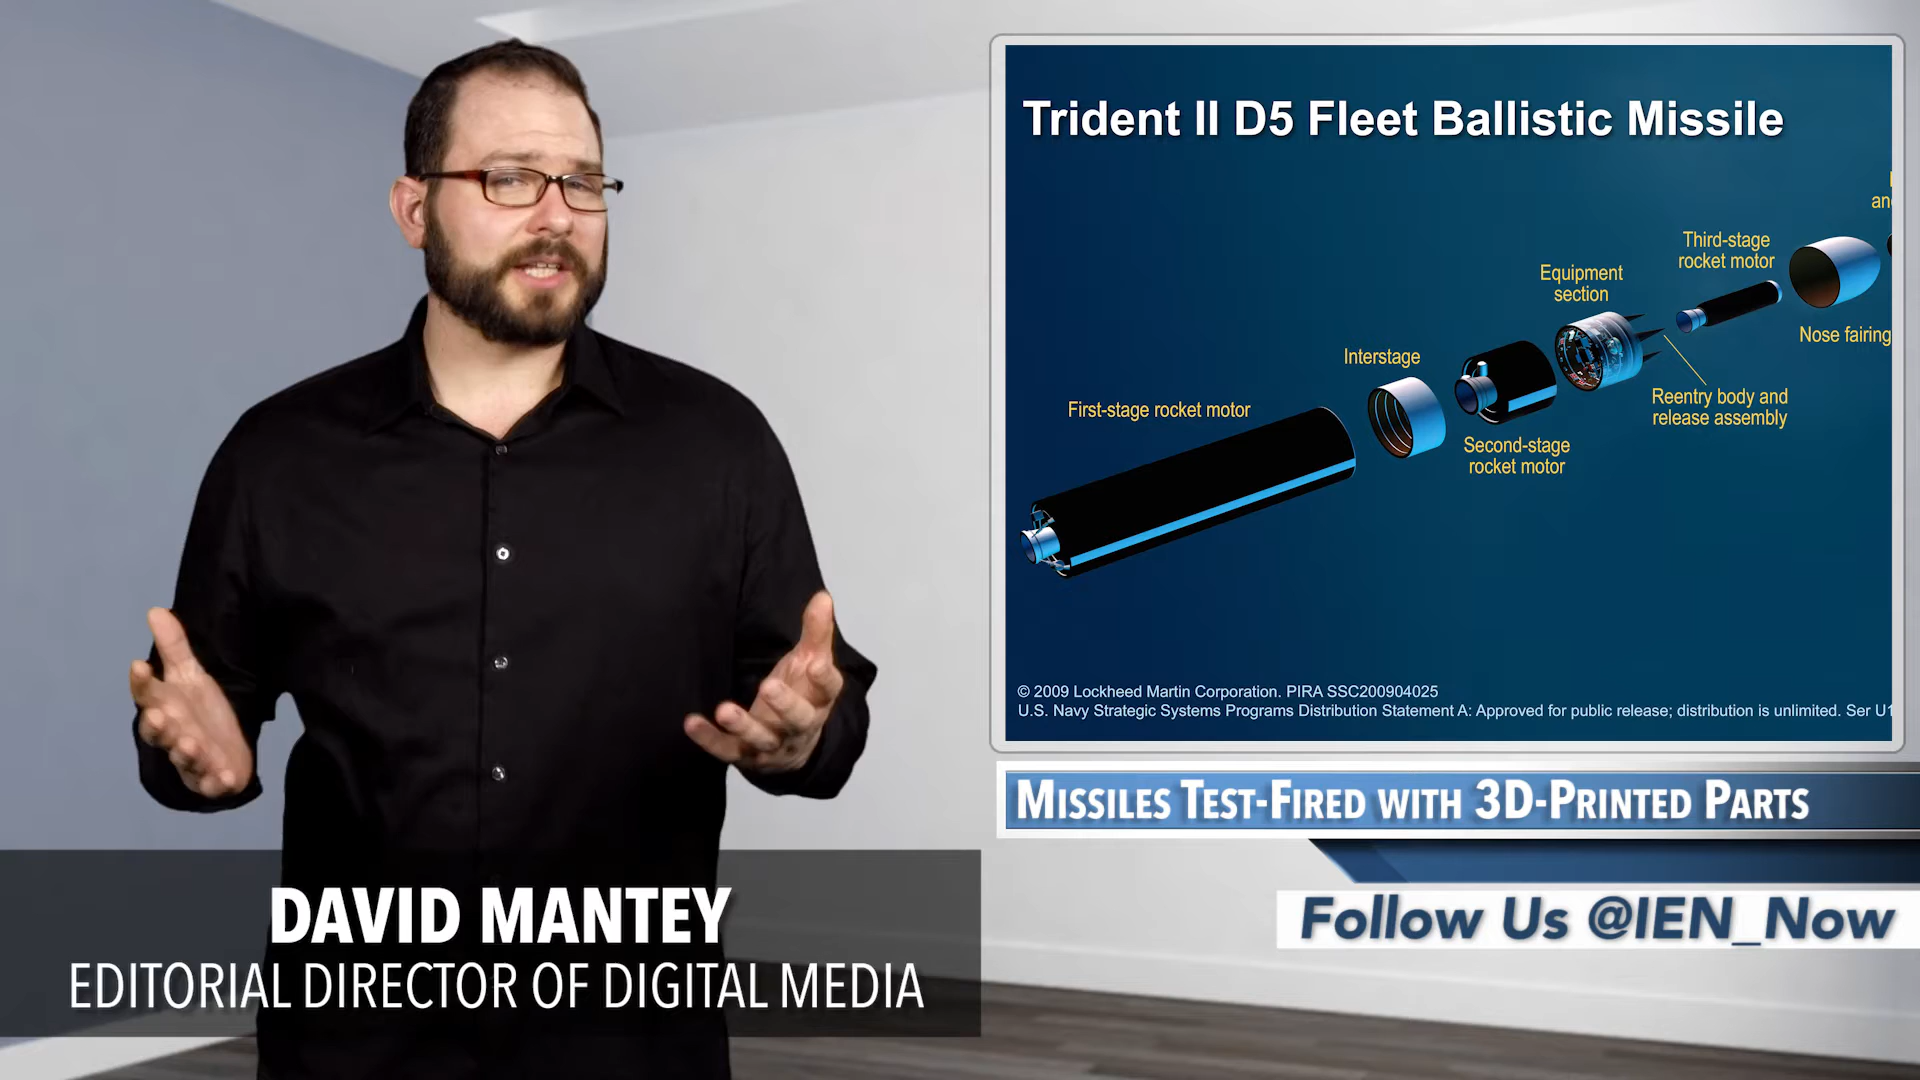 Trident II D5 Fleet Ballistic Missile
Third-stage
rocket motor
Equipment
section
Nose fairing
Interstage
Reentry body and
release assembly
First-stage rocket motor
Second-stage
rocket motor
© 2009 Lockheed Martin Corporation. PIRA SSC200904025
U.S. Navy Strategic Systems Programs Distribution Statement A: Approved for public release; distribution is unlimited. Ser
MISSILES TEST-FIRED WITH 3D-PRINTED PARTS
Follow Us @IEN_Now
DAVID MANTEY
EDITORIAL DIRECTOR OF DIGITAL MEDIA